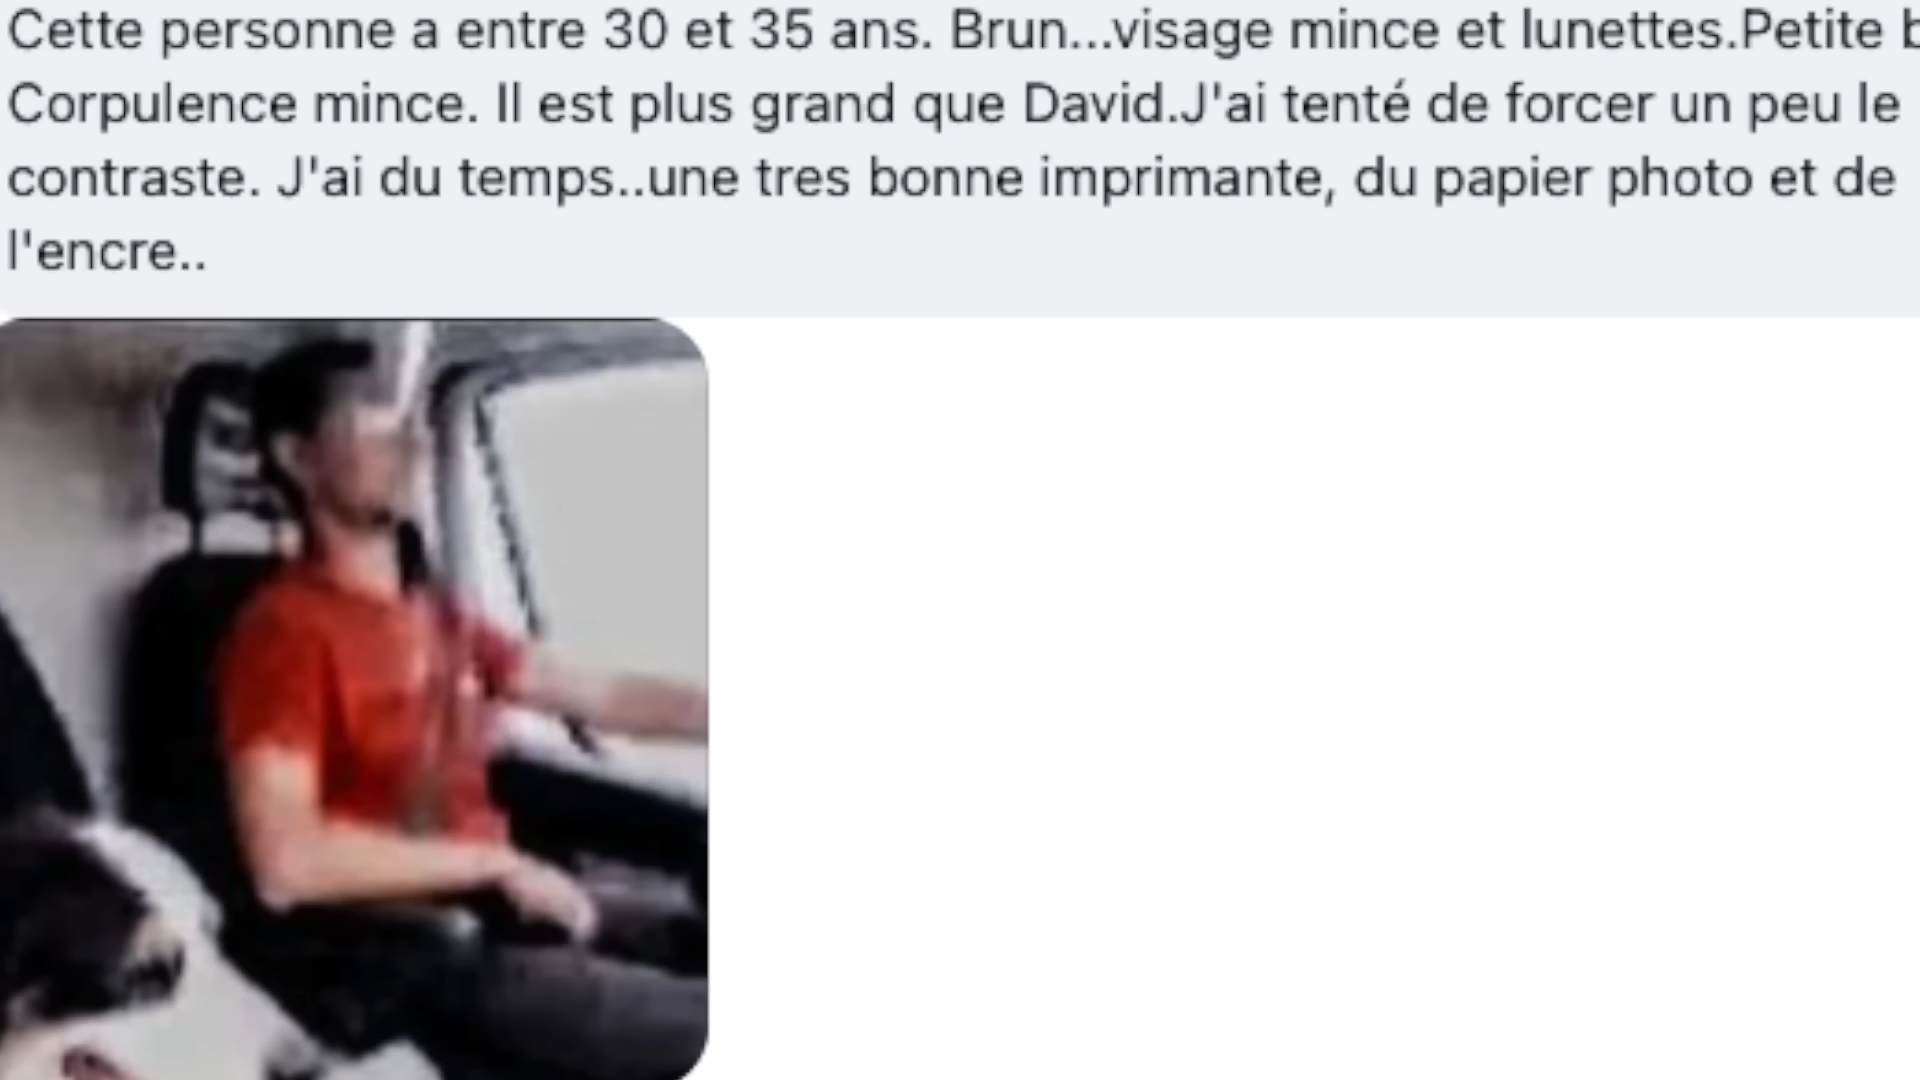 Cette personne a entre 30 et 35 ans. Brun...visage mince et lunettes.Petite
Corpulence mince. Il est plus grand que David.J'ai tenté de forcer un peu le
contraste. J'ai du temps..une tres bonne imprimante, du papier photo et de
l'encre..